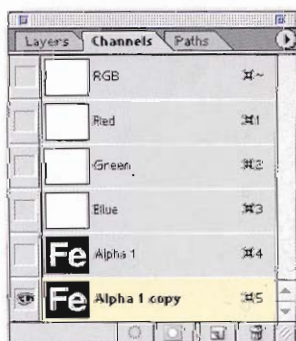 Layers Channels Paths
RGB ⌘~
Red ⌘1
Green ⌘2
Blue ⌘3
Fe Alpha 1 ⌘4
Fe Alpha 1 copy ⌘5